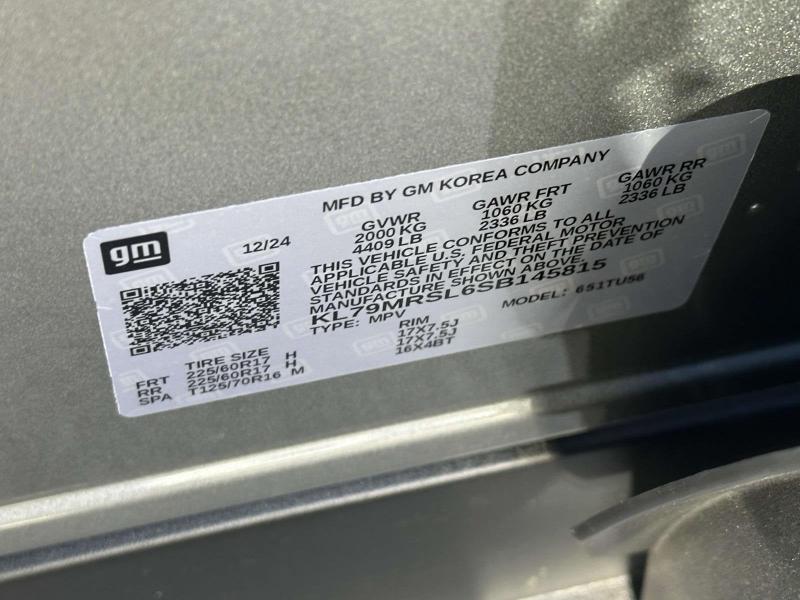 MFD BY GM KOREA COMPANY
gm
12/24
GVWR GAWR FRT GAWR RR
2000 KG 1060 KG 1060 KG
4409 LB 2336 LB 2336 LB
THIS VEHICLE CONFORMS TO ALL
APPLICABLE U.S. FEDERAL MOTOR
VEHICLE SAFETY AND THEFT PREVENTION
STANDARDS IN EFFECT ON THE DATE OF
MANUFACTURE SHOWN ABOVE.
KL79MRSL6SB145815
TYPE: MPV MODEL: 6S1TU56
TIRE SIZE RIM
FRT 225/60R17 H 17X7.5J
RR 225/60R17 H 17X7.5J
SPA T125/70R16 M 16X4BT